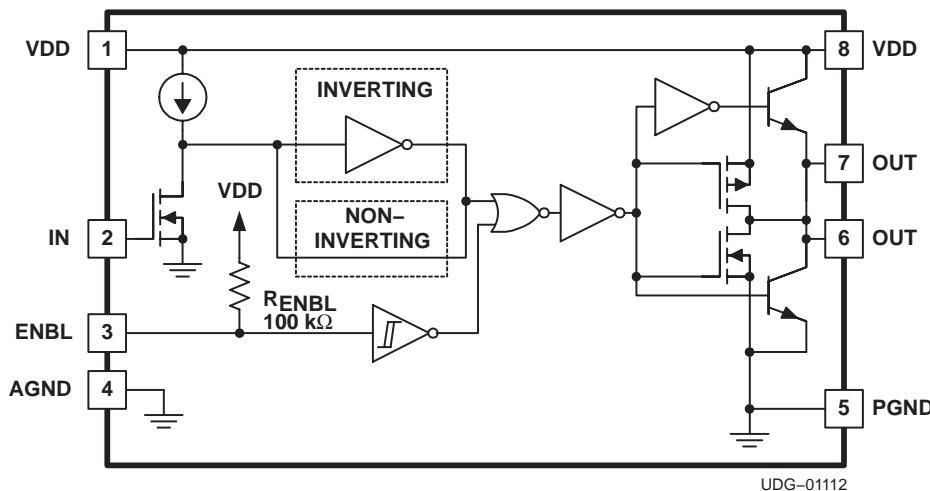 VDD 1
8 VDD
INVERTING
VDD
7 OUT
NON–
INVERTING
IN 2
6 OUT
RENBL
100 kΩ
ENBL 3
AGND 4
5 PGND
UDG–01112